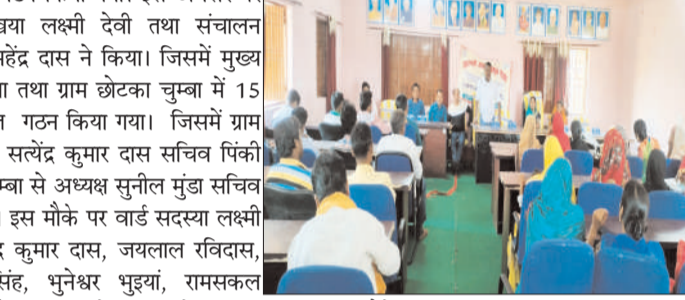 खिया लक्ष्मी देवी तथा संचालन
महेंद्र दास ने किया। जिसमें मुख्य
तथा ग्राम छोटका चुम्बा में 15
गठन किया गया। जिसमें ग्राम
सत्येंद्र कुमार दास सचिव पिंकी
म्बा से अध्यक्ष सुनील मुंडा सचिव
इस मौके पर वार्ड सदस्या लक्ष्मी
कुमार दास, जयलाल रविदास,
सिंह, भुनेश्वर भुइयां, रामसकल